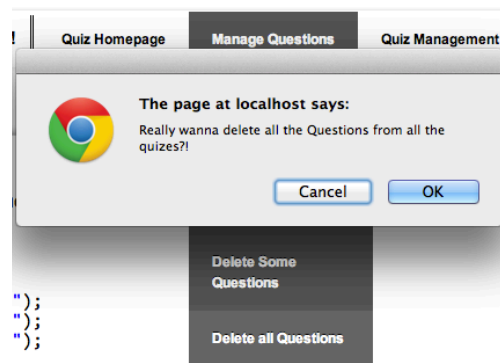 !
Quiz Homepage
Manage Questions
Quiz Management
The page at localhost says:
Really wanna delete all the Questions from all the
quizes?!
Cancel
OK
Delete Some
Questions
");
");
");
Delete all Questions